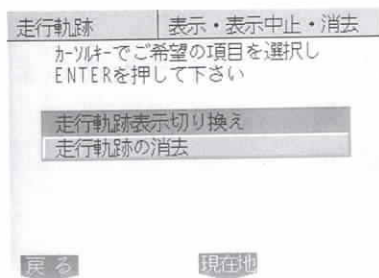 走行軌跡 表示・表示中止・消去
カーソルキーでご希望の項目を選択し
ENTERを押して下さい
走行軌跡表示切り換え
走行軌跡の消去
戻る 現在地